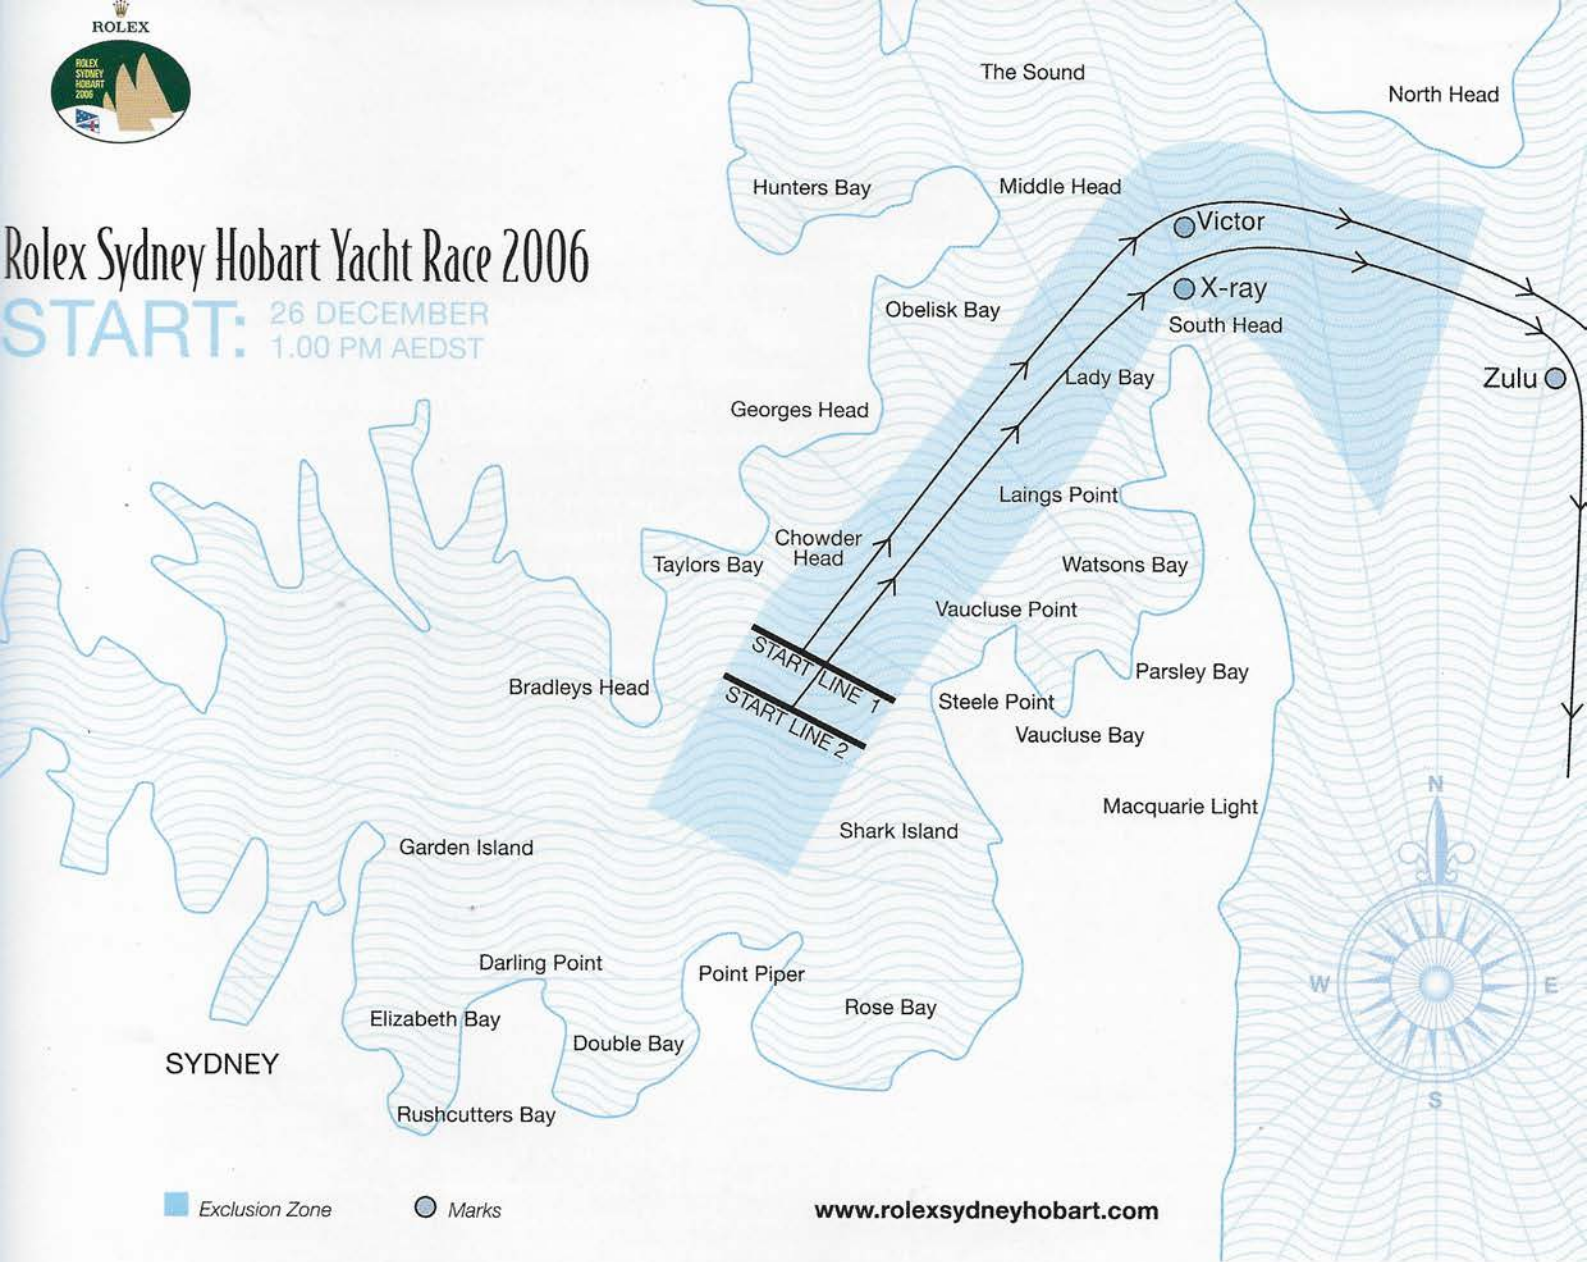 ROLEX
ROLEX
SYDNEY
HOBART
2006
Rolex Sydney Hobart Yacht Race 2006
START: 26 DECEMBER
1.00 PM AEDST
The Sound
North Head
Hunters Bay
Middle Head
Victor
X-ray
Obelisk Bay
South Head
Lady Bay
Zulu
Georges Head
Laings Point
Chowder
Head
Taylors Bay
Watsons Bay
Vaucluse Point
START LINE 1
Parsley Bay
Bradleys Head
START LINE 2
Steele Point
Vaucluse Bay
N
Macquarie Light
Shark Island
Garden Island
Darling Point
Point Piper
W
E
Rose Bay
Elizabeth Bay
Double Bay
SYDNEY
S
Rushcutters Bay
Exclusion Zone
Marks
www.rolexsydneyhobart.com